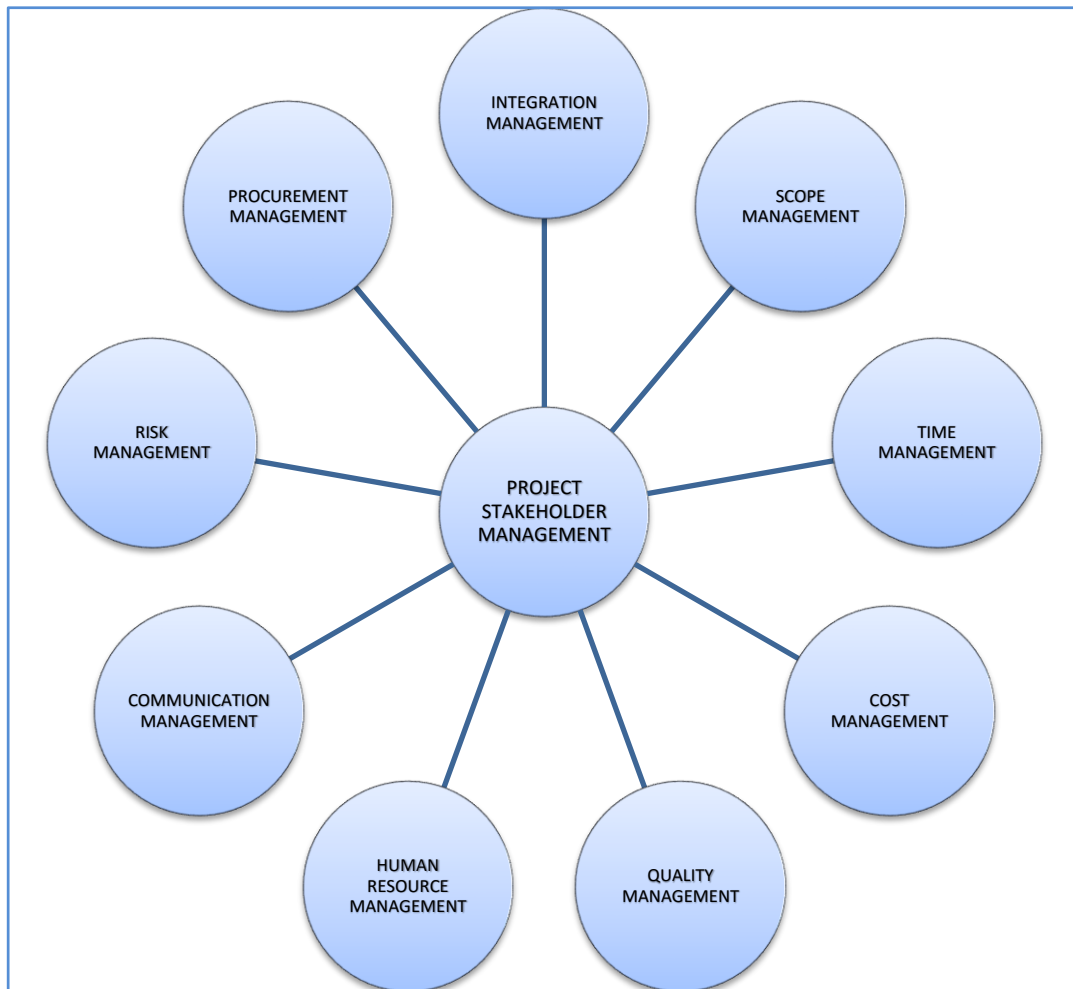 INTEGRATION
MANAGEMENT
SCOPE
MANAGEMENT
TIME
MANAGEMENT
COST
MANAGEMENT
QUALITY
MANAGEMENT
HUMAN
RESOURCE
MANAGEMENT
COMMUNICATION
MANAGEMENT
RISK
MANAGEMENT
PROCUREMENT
MANAGEMENT
PROJECT
STAKEHOLDER
MANAGEMENT